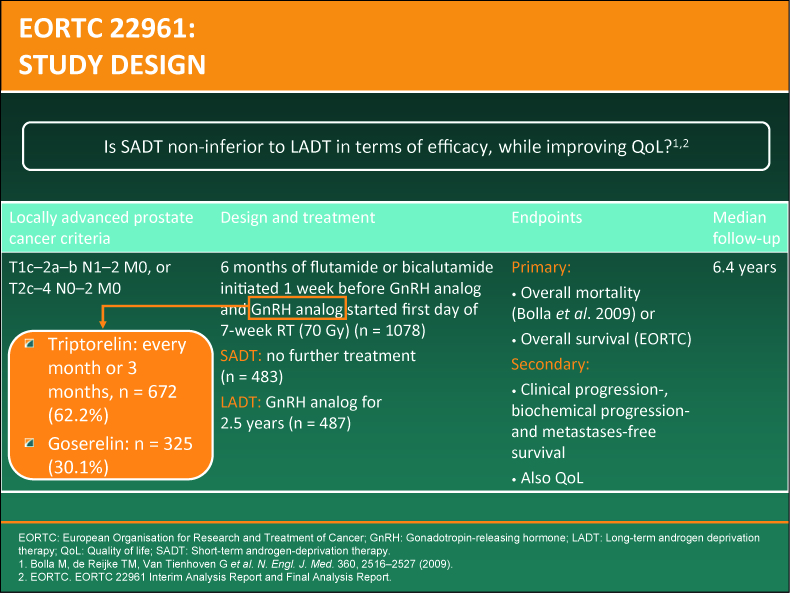 EORTC 22961:
STUDY DESIGN
Is SADT non-inferior to LADT in terms of efficacy, while improving QoL?1,2
Locally advanced prostate
cancer criteria
Design and treatment
Endpoints
Median
follow-up
T1c–2a–b N1–2 M0, or
T2c–4 N0–2 M0
6 months of flutamide or bicalutamide
initiated 1 week before GnRH analog
and GnRH analog started first day of
7-week RT (70 Gy) (n = 1078)
SADT: no further treatment
(n = 483)
LADT: GnRH analog for
2.5 years (n = 487)
Primary:
• Overall mortality
(Bolla et al. 2009) or
• Overall survival (EORTC)
Secondary:
• Clinical progression-,
biochemical progression-
and metastases-free
survival
• Also QoL
6.4 years
Triptorelin: every
month or 3
months, n = 672
(62.2%)
Goserelin: n = 325
(30.1%)
EORTC: European Organisation for Research and Treatment of Cancer; GnRH: Gonadotropin-releasing hormone; LADT: Long-term androgen deprivation
therapy; QoL: Quality of life; SADT: Short-term androgen-deprivation therapy.
1. Bolla M, de Reijke TM, Van Tienhoven G et al. N. Engl. J. Med. 360, 2516–2527 (2009).
2. EORTC. EORTC 22961 Interim Analysis Report and Final Analysis Report.